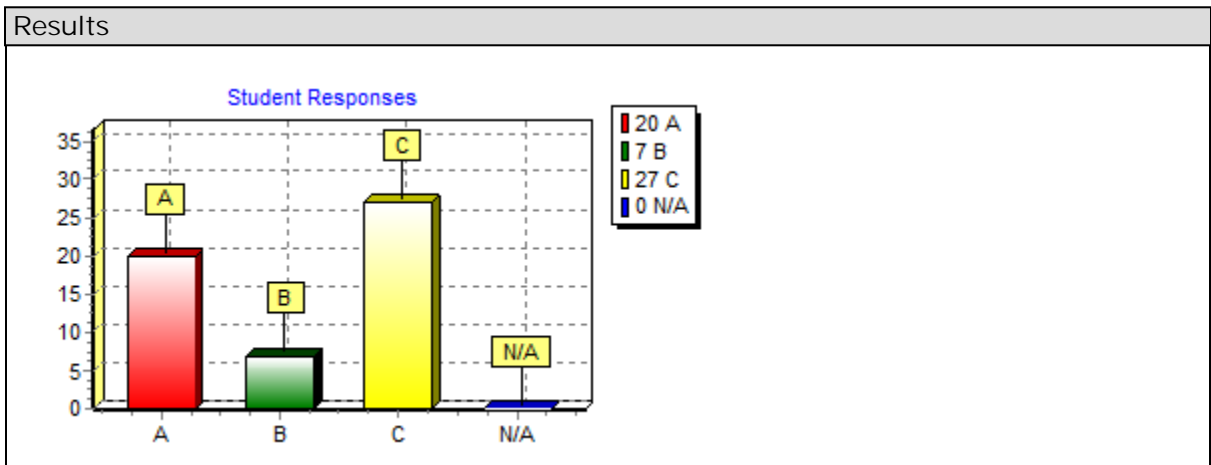 Results
Student Responses
35
30
25
20
15
10
5
0
A
B
C
N/A
A
B
C
N/A
20 A
7 B
27 C
0 N/A